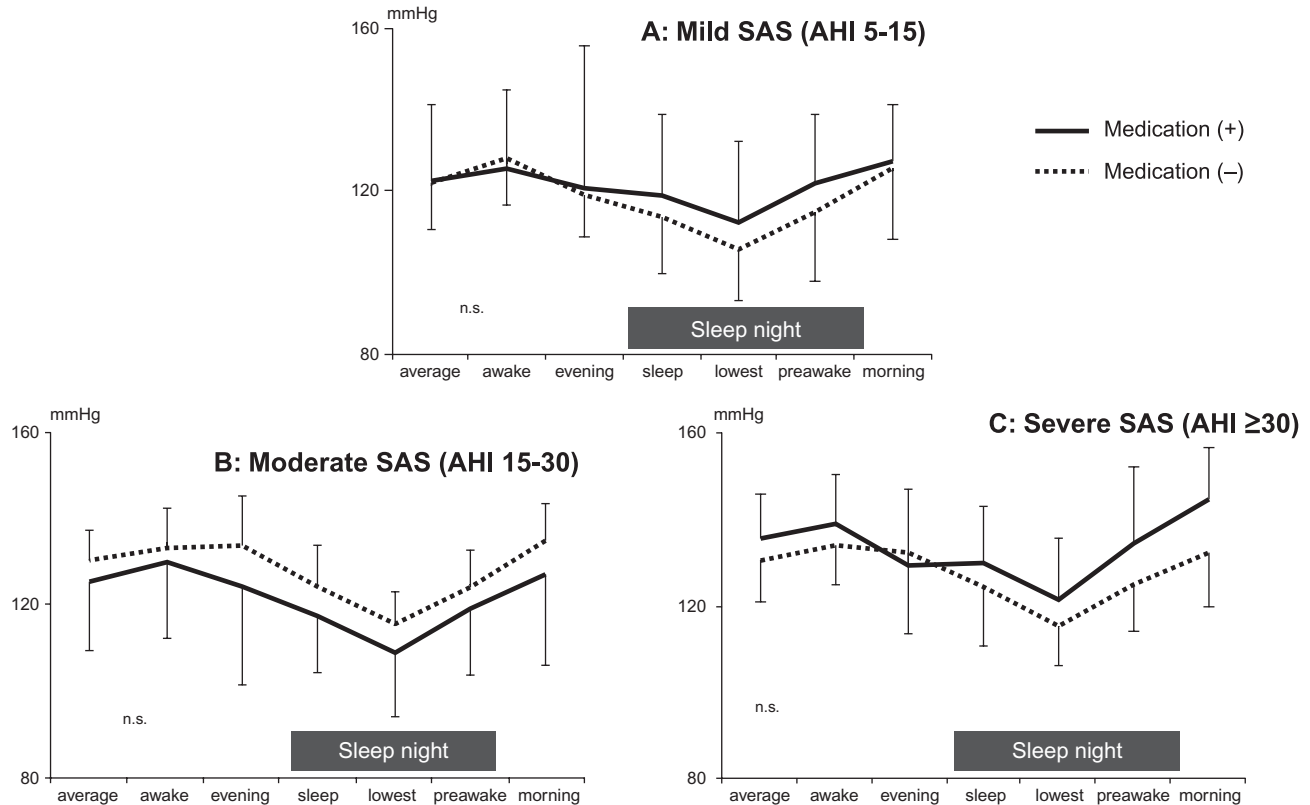 mmHg
A: Mild SAS (AHI 5-15)
160
120
80
n.s.
Sleep night
average awake evening sleep lowest preawake morning
Medication (+)
Medication (–)
mmHg
B: Moderate SAS (AHI 15-30)
160
120
80
n.s.
Sleep night
average awake evening sleep lowest preawake morning
mmHg
C: Severe SAS (AHI ≥30)
160
120
80
n.s.
Sleep night
average awake evening sleep lowest preawake morning